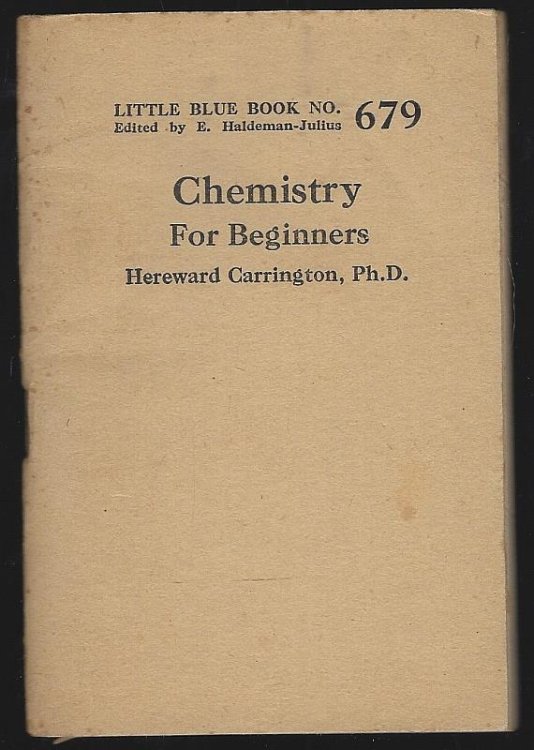 LITTLE BLUE BOOK NO. 679
Edited by E. Haldeman-Julius
Chemistry
For Beginners
Hereward Carrington, Ph.D.